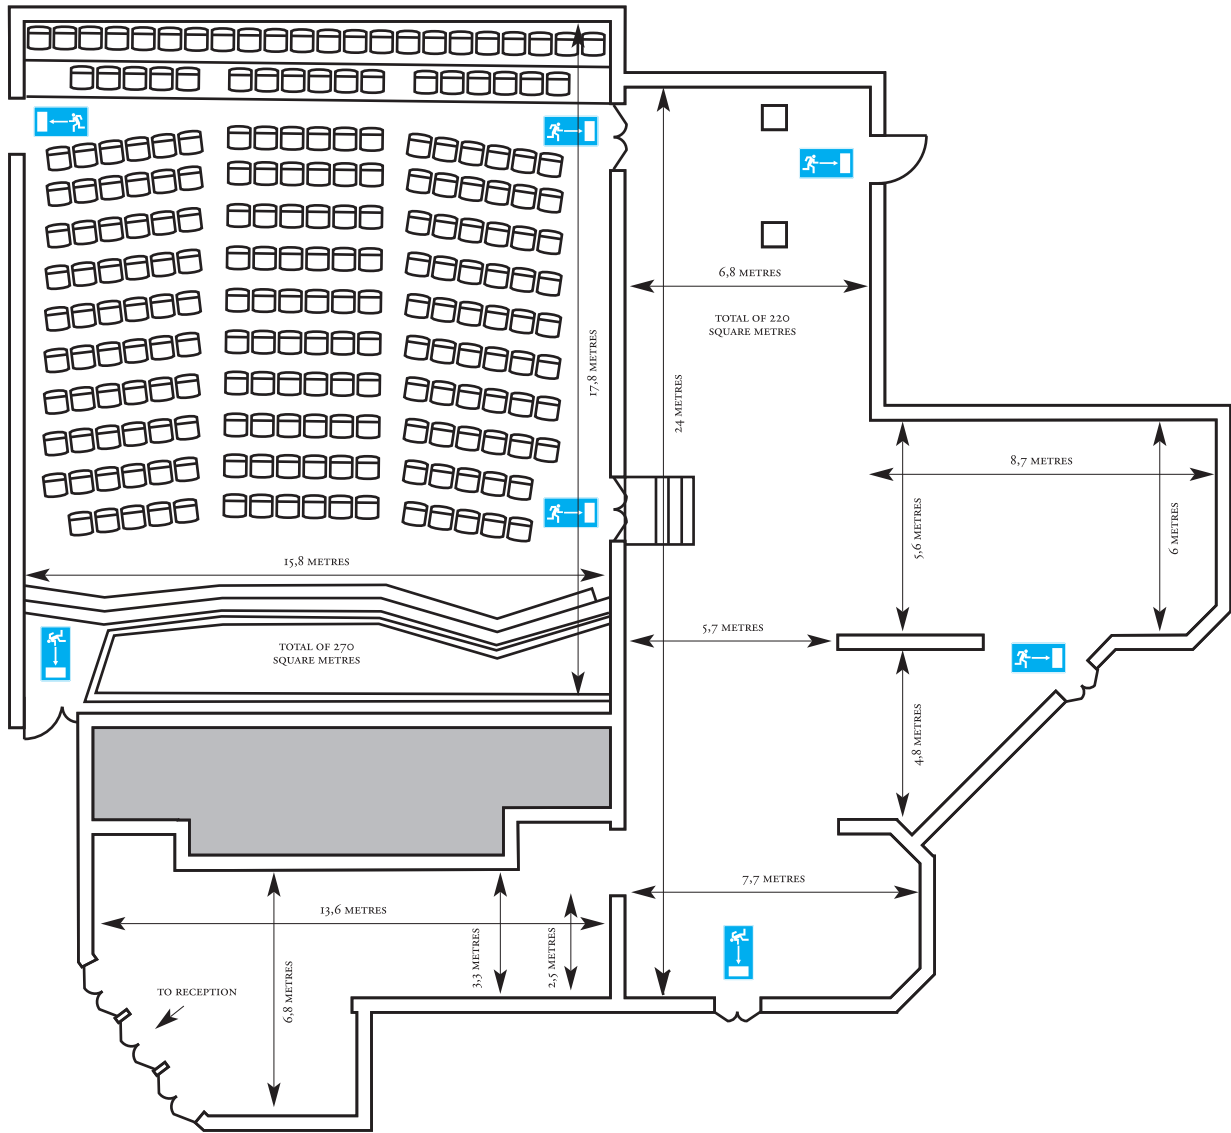 6,8 METRES
TOTAL OF 220
SQUARE METRES
17,8 METRES
24 METRES
8,7 METRES
5,6 METRES
6 METRES
15,8 METRES
5,7 METRES
TOTAL OF 270
SQUARE METRES
4,8 METRES
7,7 METRES
13,6 METRES
3,3 METRES
2,5 METRES
6,8 METRES
TO RECEPTION